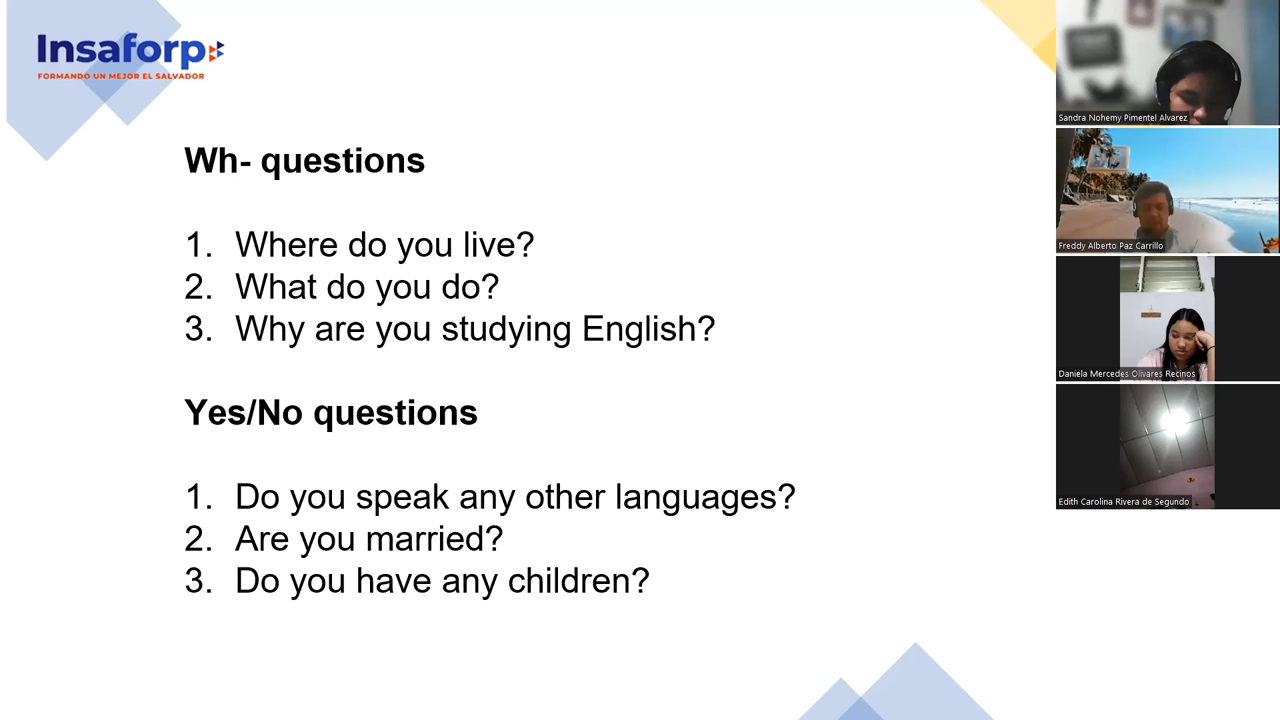 Insaforp
FORMANDO UN MEJOR EL SALVADOR
Wh- questions
1. Where do you live?
2. What do you do?
3. Why are you studying English?
Yes/No questions
1. Do you speak any other languages?
2. Are you married?
3. Do you have any children?
Sandra Nohemy Pimentel Alvarez
Freddy Alberto Paz Carrillo
Daniela Mercedes Olivares Recinos
Edith Carolina Rivera de Segundo